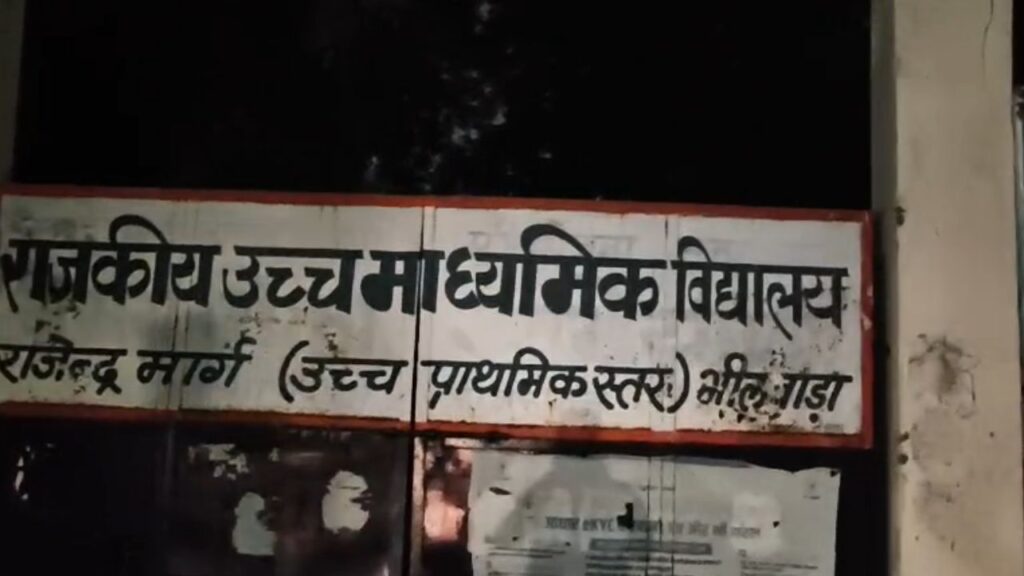 राजकीय उच्च माध्यमिक विद्यालय
राजेन्द्र मार्ग (उच्च प्राथमिक स्तर) भीलवाड़ा